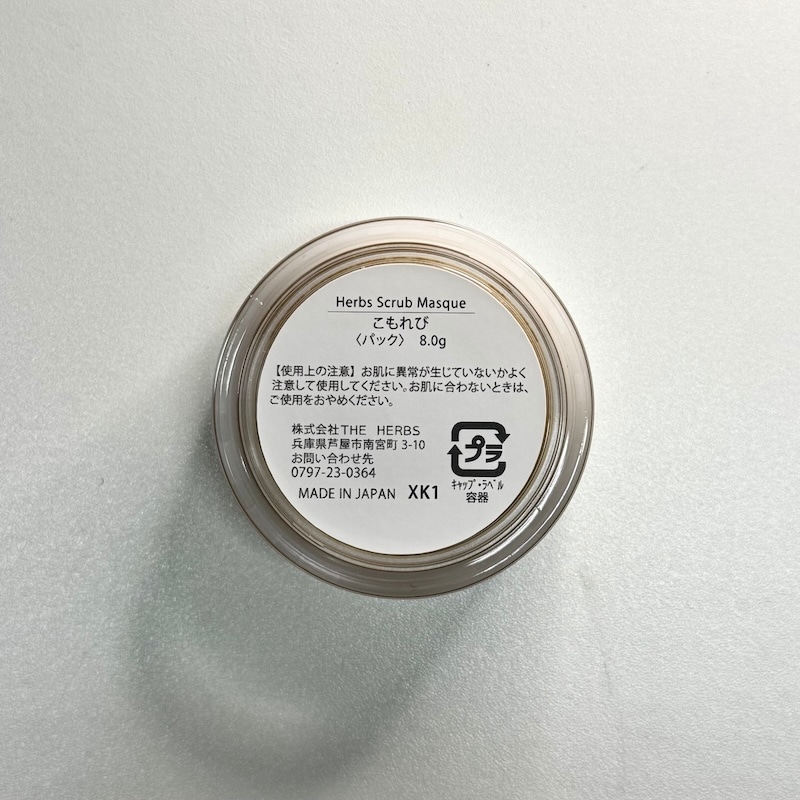 Herbs Scrub Masque
こもれび
〈パック〉 8.0g
【使用上の注意】お肌に異常が生じていないかよく
注意して使用してください。お肌に合わないときは、
ご使用をおやめください。
株式会社THE HERBS
兵庫県芦屋市南宮町 3-10
お問い合わせ先
0797-23-0364
MADE IN JAPAN XK1
プラ
ｷｬｯﾌﾟ･ﾗﾍﾞﾙ
容器